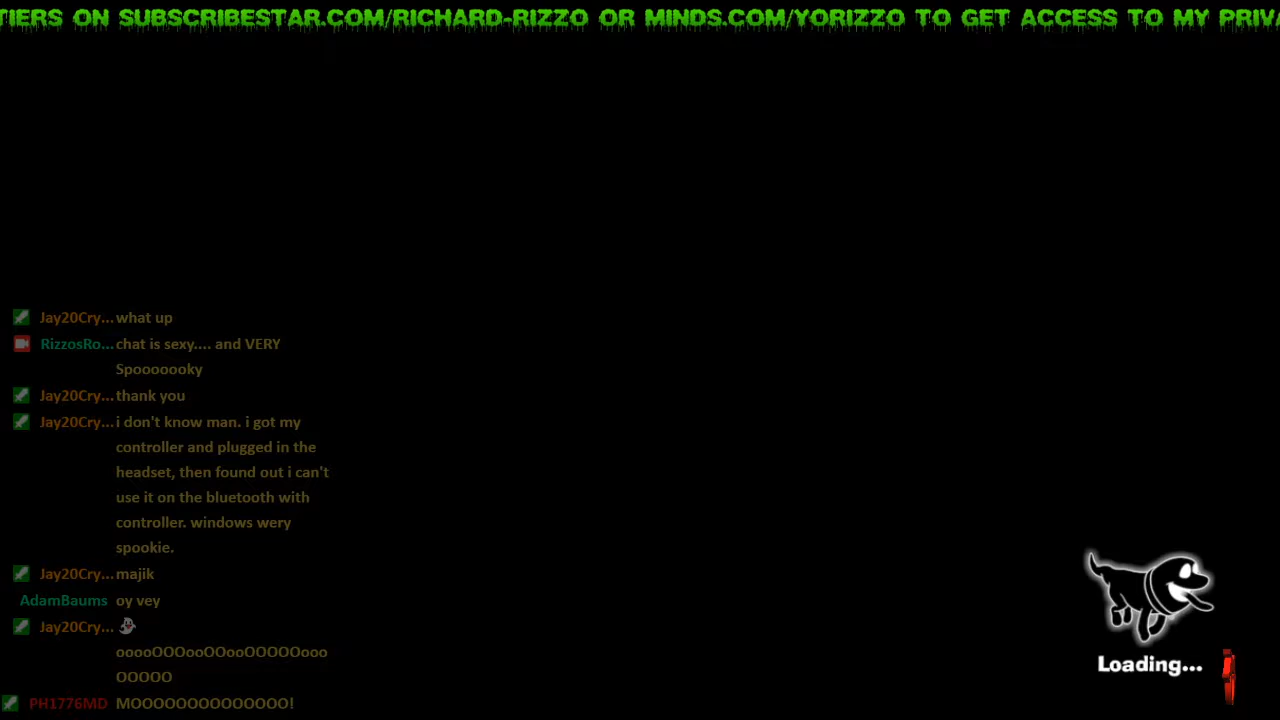 TIERS ON SUBSCRIBESTAR.COM/RICHARD-RIZZO OR MINDS.COM/YORIZZO TO GET ACCESS TO MY PRIVA
Jay20Cry... what up
RizzosRo... chat is sexy.... and VERY
Spooooooky
Jay20Cry... thank you
Jay20Cry... i don't know man. i got my
controller and plugged in the
headset, then found out i can't
use it on the bluetooth with
controller. windows wery
spookie.
Jay20Cry... majik
AdamBaums oy vey
Jay20Cry... 👻
ooooOOOooOOooOOOOOooo
OOOOO
PH1776MD MOOOOOOOOOOOOOO!
Loading...